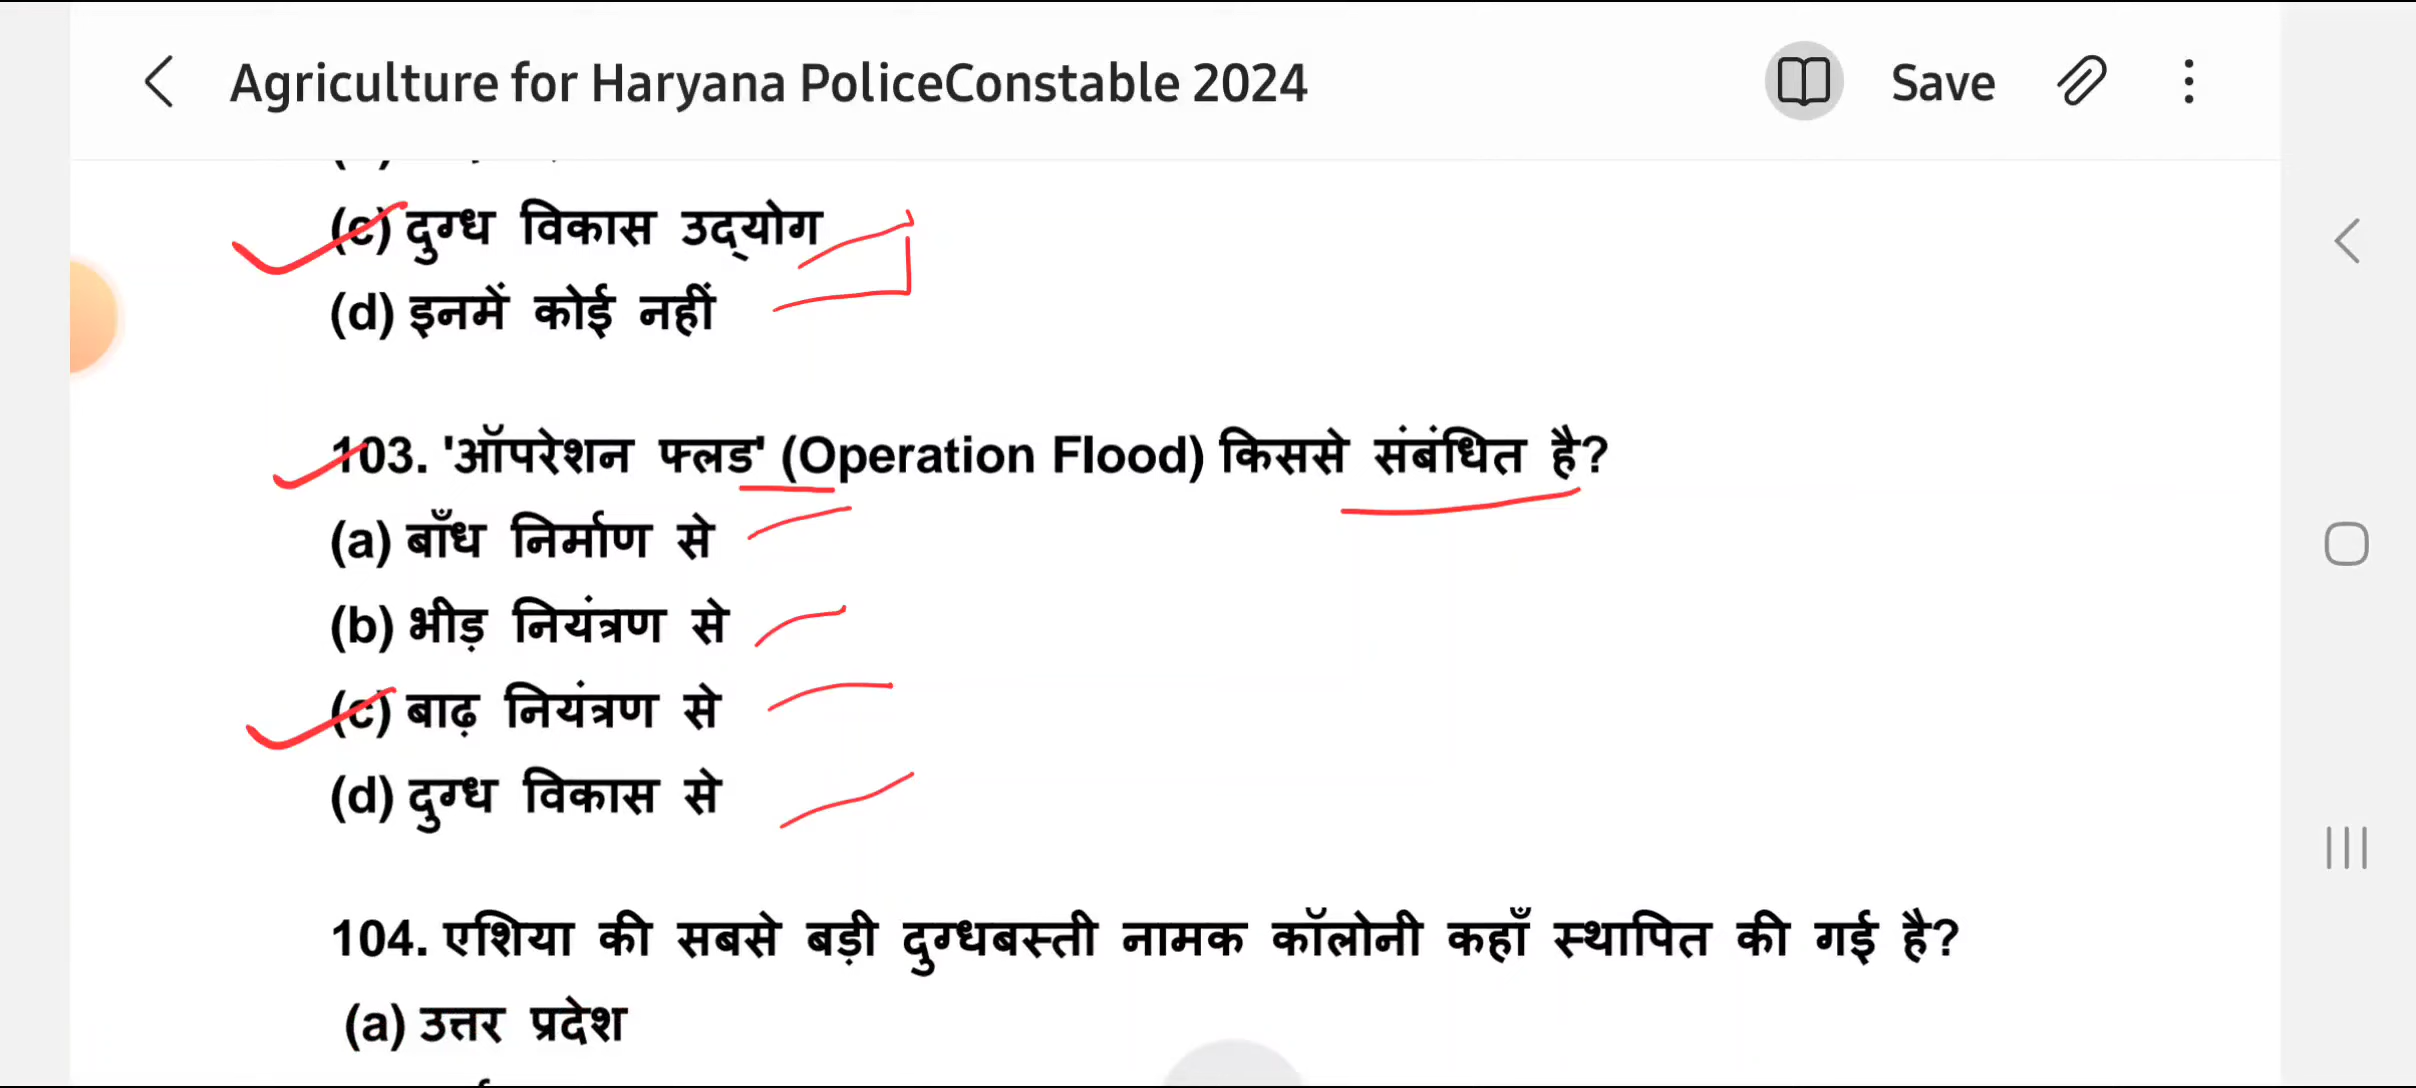 Agriculture for Haryana PoliceConstable 2024
Save
(c) दुग्ध विकास उद्‌योग
(d) इनमें कोई नहीं
103. 'ऑपरेशन फ्लड' (Operation Flood) किससे संबंधित है?
(a) बाँध निर्माण से
(b) भीड़ नियंत्रण से
(c) बाढ़ नियंत्रण से
(d) दुग्ध विकास से
104. एशिया की सबसे बड़ी दुग्धबस्ती नामक कॉलोनी कहाँ स्थापित की गई है?
(a) उत्तर प्रदेश